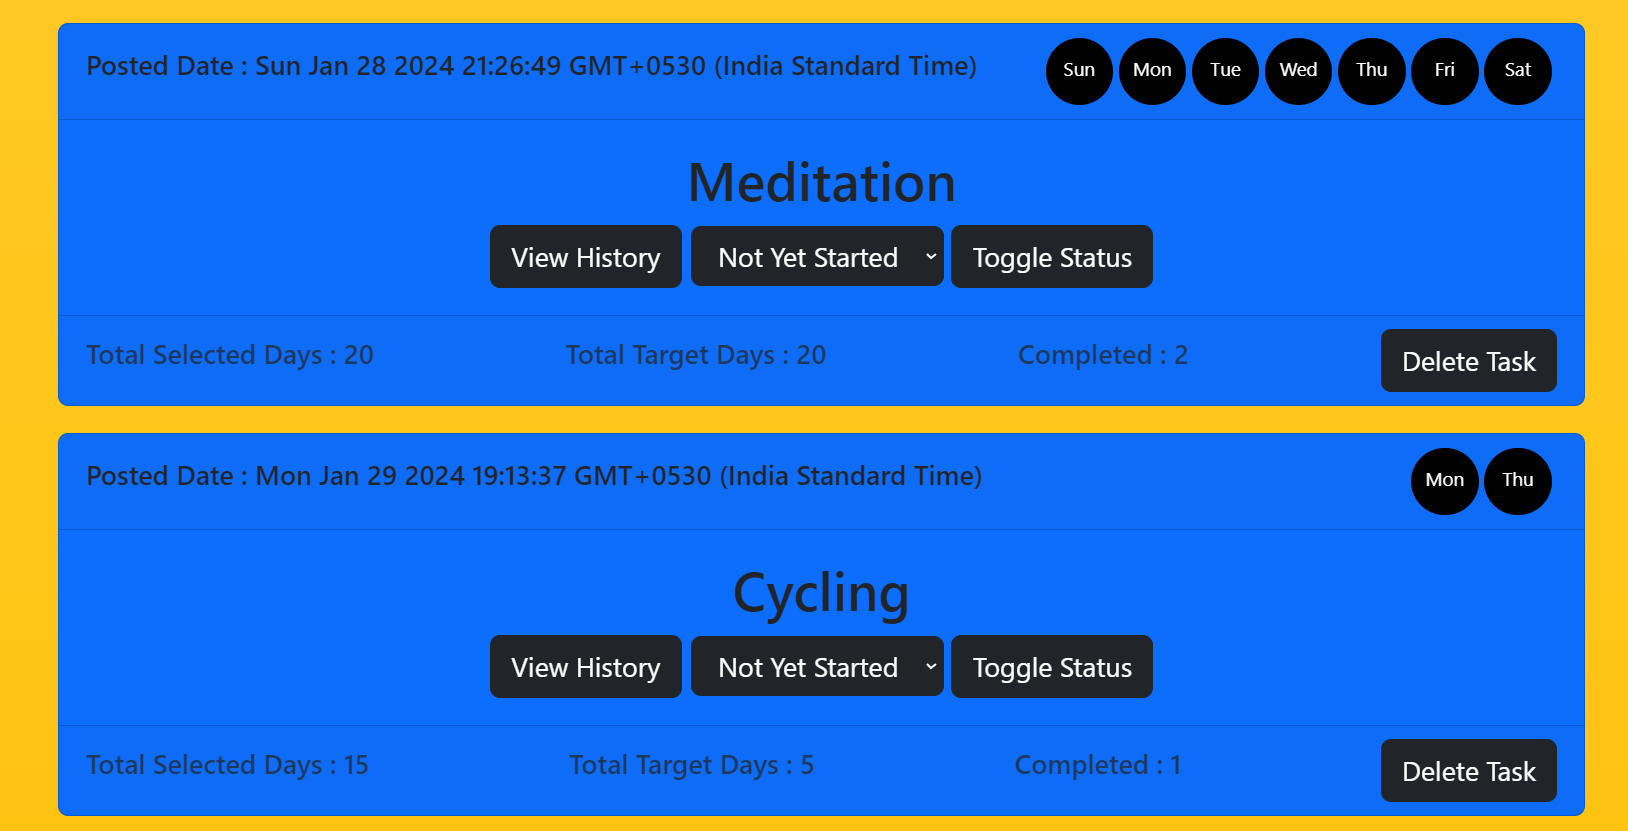 Posted Date : Sun Jan 28 2024 21:26:49 GMT+0530 (India Standard Time) Sun Mon Tue Wed Thu Fri Sat
Meditation
View History Not Yet Started Toggle Status
Total Selected Days : 20 Total Target Days : 20 Completed : 2 Delete Task
Posted Date : Mon Jan 29 2024 19:13:37 GMT+0530 (India Standard Time) Mon Thu
Cycling
View History Not Yet Started Toggle Status
Total Selected Days : 15 Total Target Days : 5 Completed : 1 Delete Task